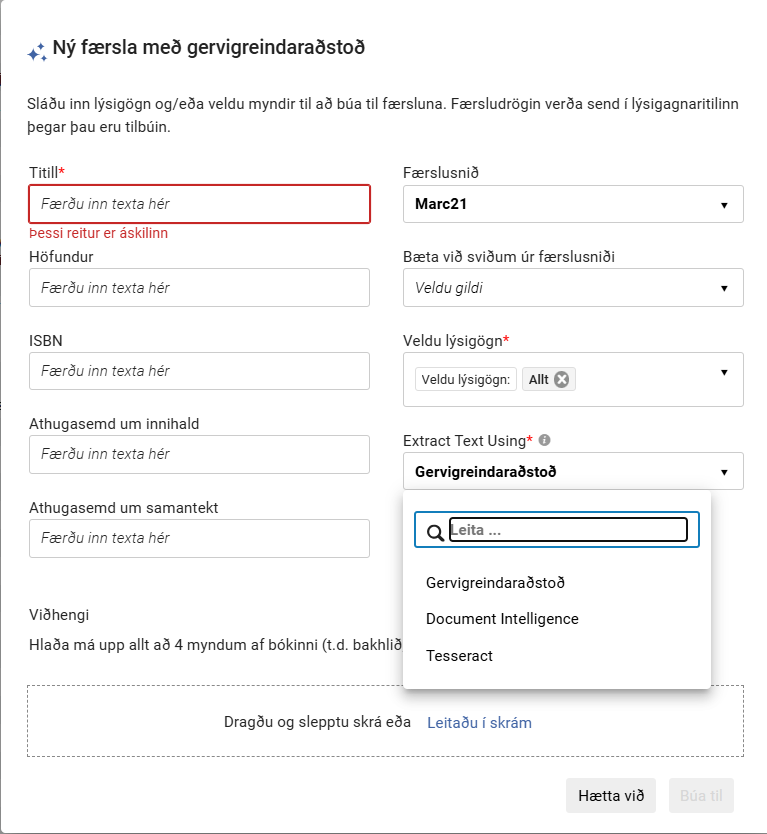 Ný færsla með gervigreindaraðstoð
Sláðu inn lýsigögn og/eða veldu myndir til að búa til færsluna. Færsludrögin verða send í lýsigagnaritilinn
þegar þau eru tilbúin.
Titill*
Færðu inn texta hér
Þessi reitur er áskilinn
Höfundur
Færðu inn texta hér
ISBN
Færðu inn texta hér
Athugasemd um innihald
Færðu inn texta hér
Athugasemd um samantekt
Færðu inn texta hér
Færslusnið
Marc21
Bæta við sviðum úr færslusniði
Veldu gildi
Veldu lýsigögn*
Veldu lýsigögn: Allt
Extract Text Using*
Gervigreindaraðstoð
Leita ...
Gervigreindaraðstoð
Document Intelligence
Tesseract
Viðhengi
Hlaða má upp allt að 4 myndum af bókinni (t.d. bakhlið
Dragðu og slepptu skrá eða Leitaðu í skrám
Hætta við Búa til